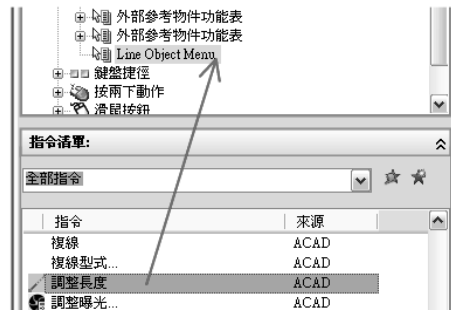 外部參考物件功能表
外部參考物件功能表
Line Object Menu
鍵盤捷徑
按兩下動作
滑鼠按鈕
指令清單:
全部指令
指令 來源
複線 ACAD
複線型式... ACAD
調整長度 ACAD
調整曝光... ACAD